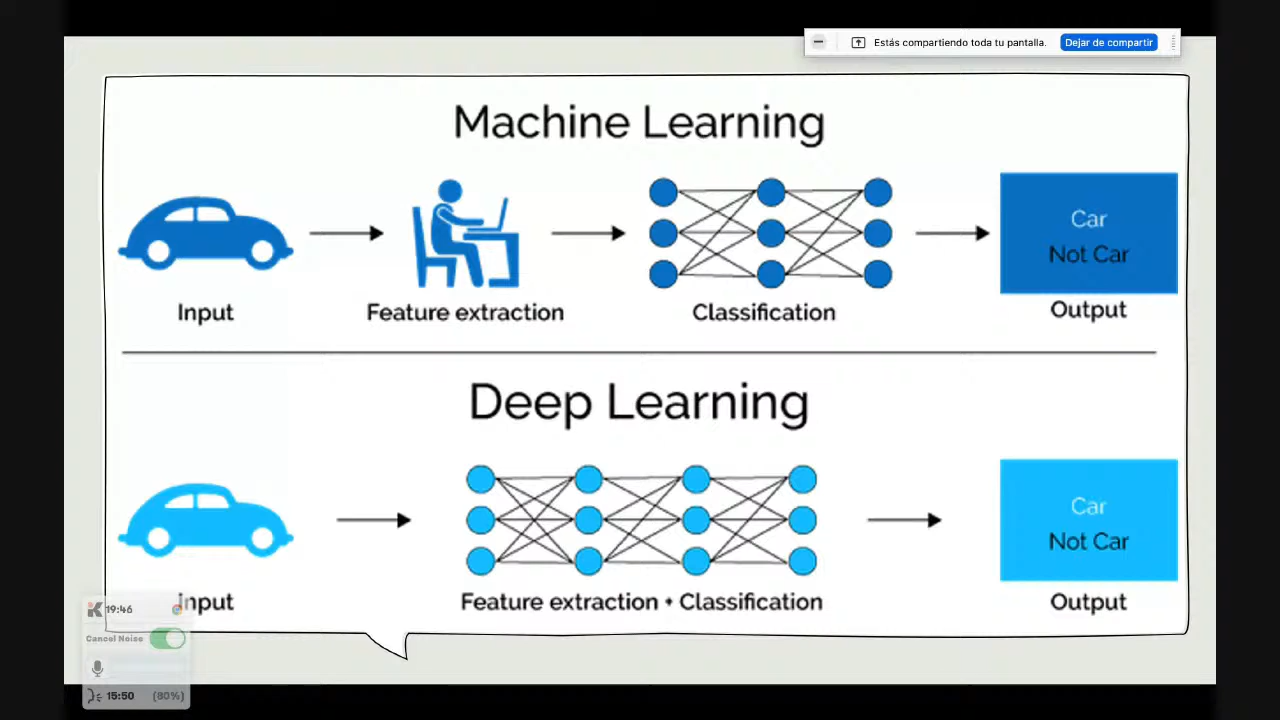 Estás compartiendo toda tu pantalla. Dejar de compartir
Machine Learning
Input
Feature extraction
Classification
Car
Not Car
Output
Deep Learning
Input
Feature extraction + Classification
Car
Not Car
Output
19:46
Cancel Noise
15:50 (80%)